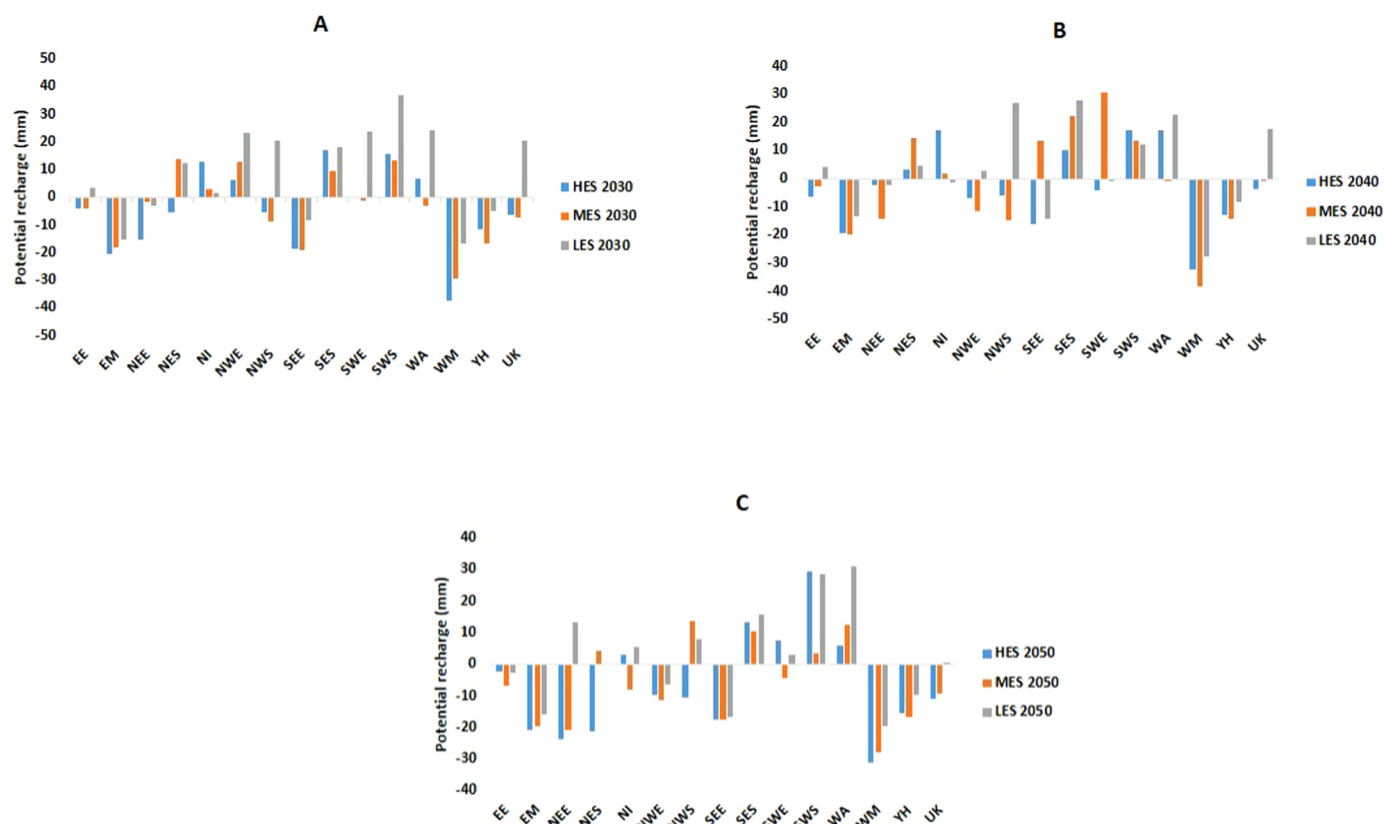 A
Potential recharge (mm)
50
40
30
20
10
0
-10
-20
-30
-40
-50
EE EM NEE NES NI NWE NWS SEE SES SWE SWS WA WM YH UK
HES 2030
MES 2030
LES 2030
B
Potential recharge (mm)
40
30
20
10
0
-10
-20
-30
-40
-50
EE EM NEE NES NI NWE NWS SEE SES SWE SWS WA WM YH UK
HES 2040
MES 2040
LES 2040
C
Potential recharge (mm)
40
30
20
10
0
-10
-20
-30
-40
EE EM NEE NES NI NWE NWS SEE SES SWE SWS WA WM YH UK
HES 2050
MES 2050
LES 2050